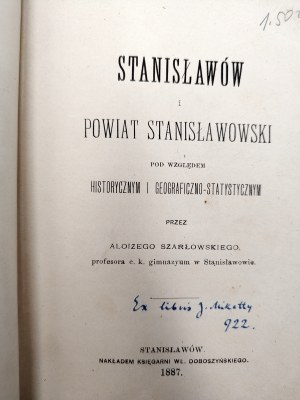 1.50
STANISŁAWÓW
I
POWIAT STANISŁAWOWSKI
POD WZGLĘDEM
HISTORYCZNYM I GEOGRAFICZNO-STATYSTYCZNYM
PRZEZ
ALOIZEGO SZARŁOWSKIEGO,
profesora c. k. gimnazyum w Stanisławowie.
Ex libris J.
922.
STANISŁAWÓW.
NAKŁADEM KSIĘGARNI WŁ. DOBOSZYŃSKIEGO.
1887.